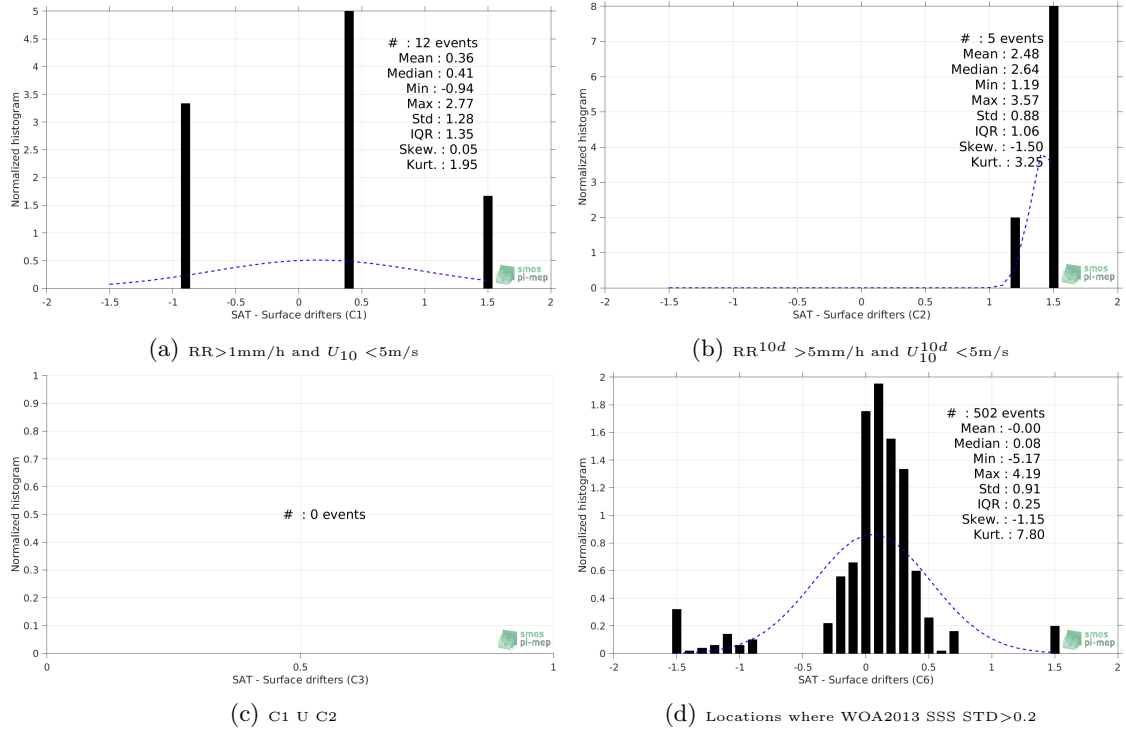 5
4.5
4
3.5
3
2.5
2
1.5
1
0.5
0
Normalized histogram
# : 12 events
Mean : 0.36
Median : 0.41
Min : -0.94
Max : 2.77
Std : 1.28
IQR : 1.35
Skew. : 0.05
Kurt. : 1.95
smos
pi-mep
-2 -1.5 -1 -0.5 0 0.5 1 1.5 2
SAT - Surface drifters (C1)
(a) RR>1mm/h and U10 <5m/s
8
7
6
5
4
3
2
1
0
Normalized histogram
# : 5 events
Mean : 2.48
Median : 2.64
Min : 1.19
Max : 3.57
Std : 0.88
IQR : 1.06
Skew. : -1.50
Kurt. : 3.25
smos
pi-mep
-2 -1.5 -1 -0.5 0 0.5 1 1.5 2
SAT - Surface drifters (C2)
(b) RR10d >5mm/h and U10d10 <5m/s
1
0.9
0.8
0.7
0.6
0.5
0.4
0.3
0.2
0.1
0
Normalized histogram
# : 0 events
smos
pi-mep
0 0.5 1
SAT - Surface drifters (C3)
(c) C1 U C2
2
1.8
1.6
1.4
1.2
1
0.8
0.6
0.4
0.2
0
Normalized histogram
# : 502 events
Mean : -0.00
Median : 0.08
Min : -5.17
Max : 4.19
Std : 0.91
IQR : 0.25
Skew. : -1.15
Kurt. : 7.80
smos
pi-mep
-2 -1.5 -1 -0.5 0 0.5 1 1.5 2
SAT - Surface drifters (C6)
(d) Locations where WOA2013 SSS STD>0.2